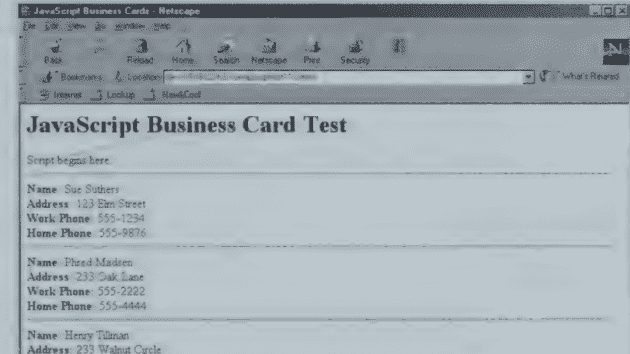 JavaScript Business Cards - Netscape
File Edit View Go Window Help
Back Reload Home Search Netscape Print Security
Bookmarks Location What's Related
Internet Lookup New&Cool
JavaScript Business Card Test
Script begins here.
Name: Sue Suthers
Address: 123 Elm Street
Work Phone: 555-1234
Home Phone: 555-9876
Name: Phred Madsen
Address: 233 Oak Lane
Work Phone: 555-2222
Home Phone: 555-4444
Name: Henry Tillman
Address: 233 Walnut Circle